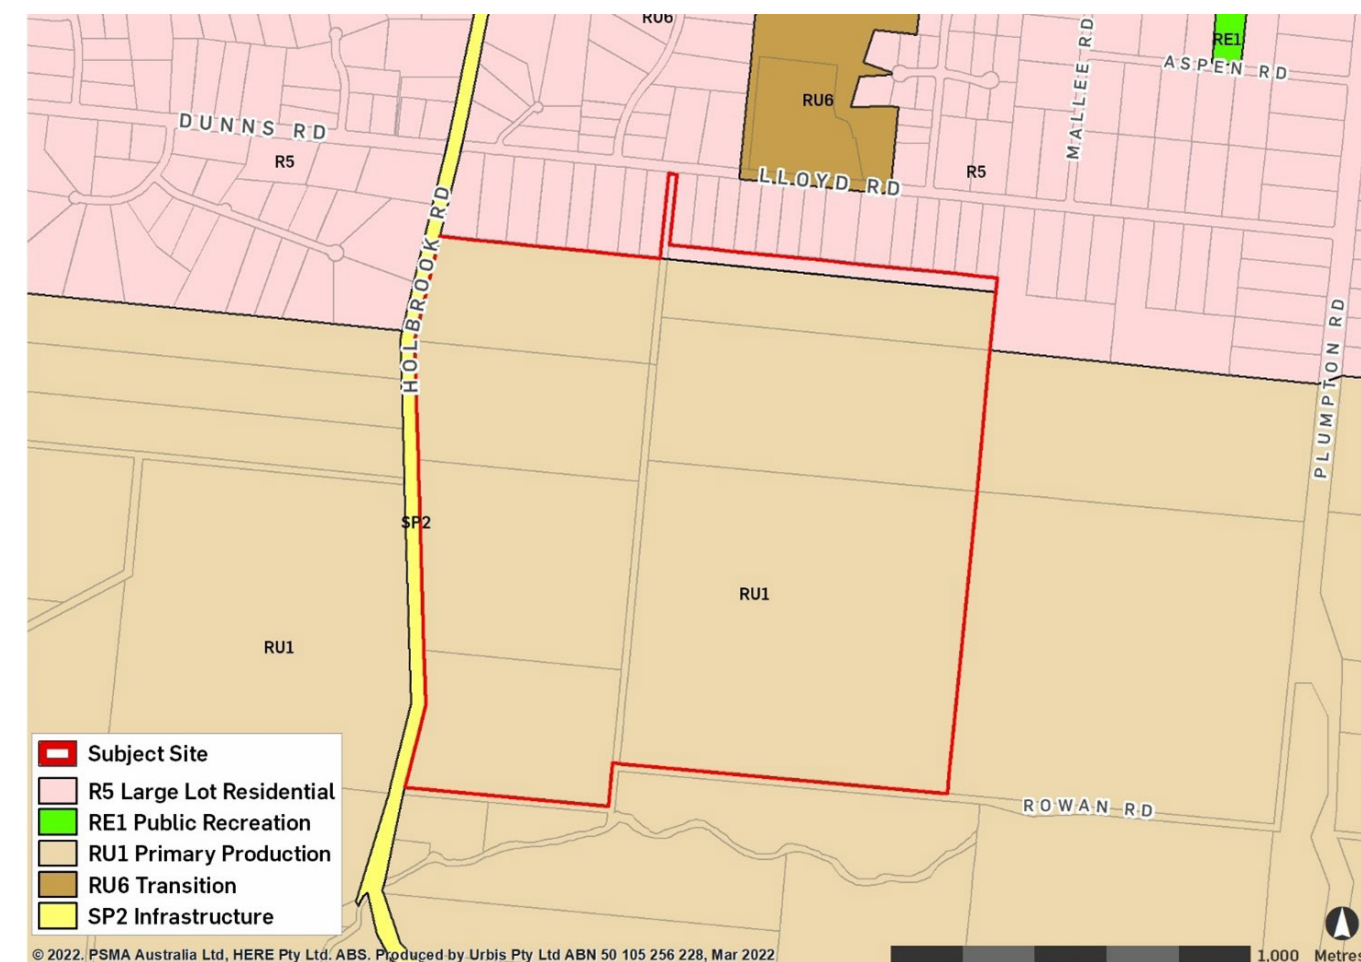 RU6
RE1
ASPEN RD
MALLEE RD
RU6
DUNNS RD
R5
LLOYD RD
R5
HOLBROOK RD
PLUMPTON RD
SP2
RU1
RU1
Subject Site
R5 Large Lot Residential
RE1 Public Recreation
RU1 Primary Production
RU6 Transition
SP2 Infrastructure
ROWAN RD
© 2022. PSMA Australia Ltd, HERE Pty Ltd. ABS. Produced by Urbis Pty Ltd ABN 50 105 256 228, Mar 2022
1,000 Metres